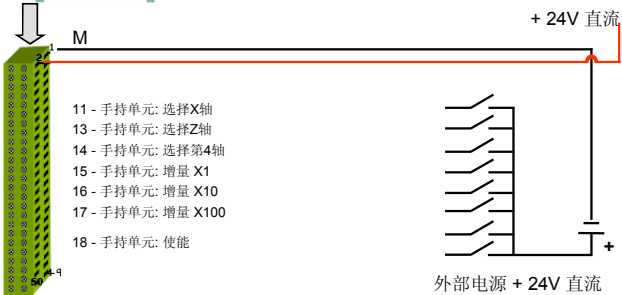 + 24V 直流
1
M
2
11 - 手持单元: 选择X轴
13 - 手持单元: 选择Z轴
14 - 手持单元: 选择第4轴
15 - 手持单元: 增量 X1
16 - 手持单元: 增量 X10
17 - 手持单元: 增量 X100
18 - 手持单元: 使能
+
49
50
外部电源 + 24V 直流